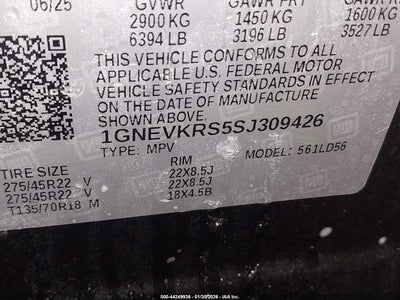 06/25 GVWR GAWR FRT GAWR
2900 KG 1450 KG 1600 KG
6394 LB 3196 LB 3527 LB
THIS VEHICLE CONFORMS TO ALL
APPLICABLE U.S. FEDERAL MOTOR
VEHICLE SAFETY STANDARDS IN EFFECT
ON THE DATE OF MANUFACTURE
SHOWN ABOVE.
1GNEVKRS5SJ309426
TYPE: MPV MODEL: 561LD56
TIRE SIZE RIM
275/45R22 V 22X8.5J
275/45R22 V 22X8.5J
T135/70R18 M 18X4.5B
000-44249936 - 01/30/2026 - IAA Inc.